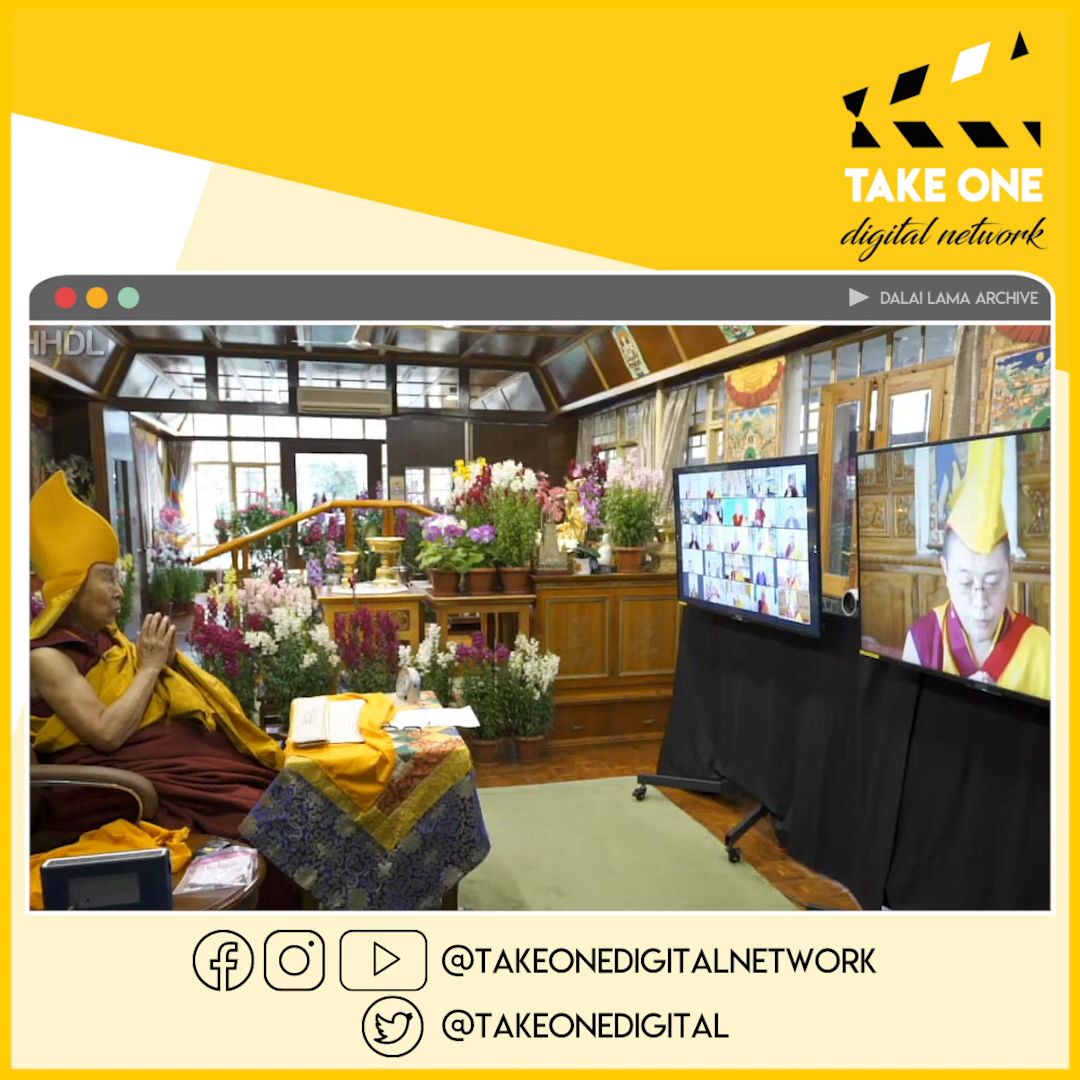 TAKE ONE
digital network
DALAI LAMA ARCHIVE
HHDL
@TAKEONEDIGITALNETWORK
@TAKEONEDIGITAL